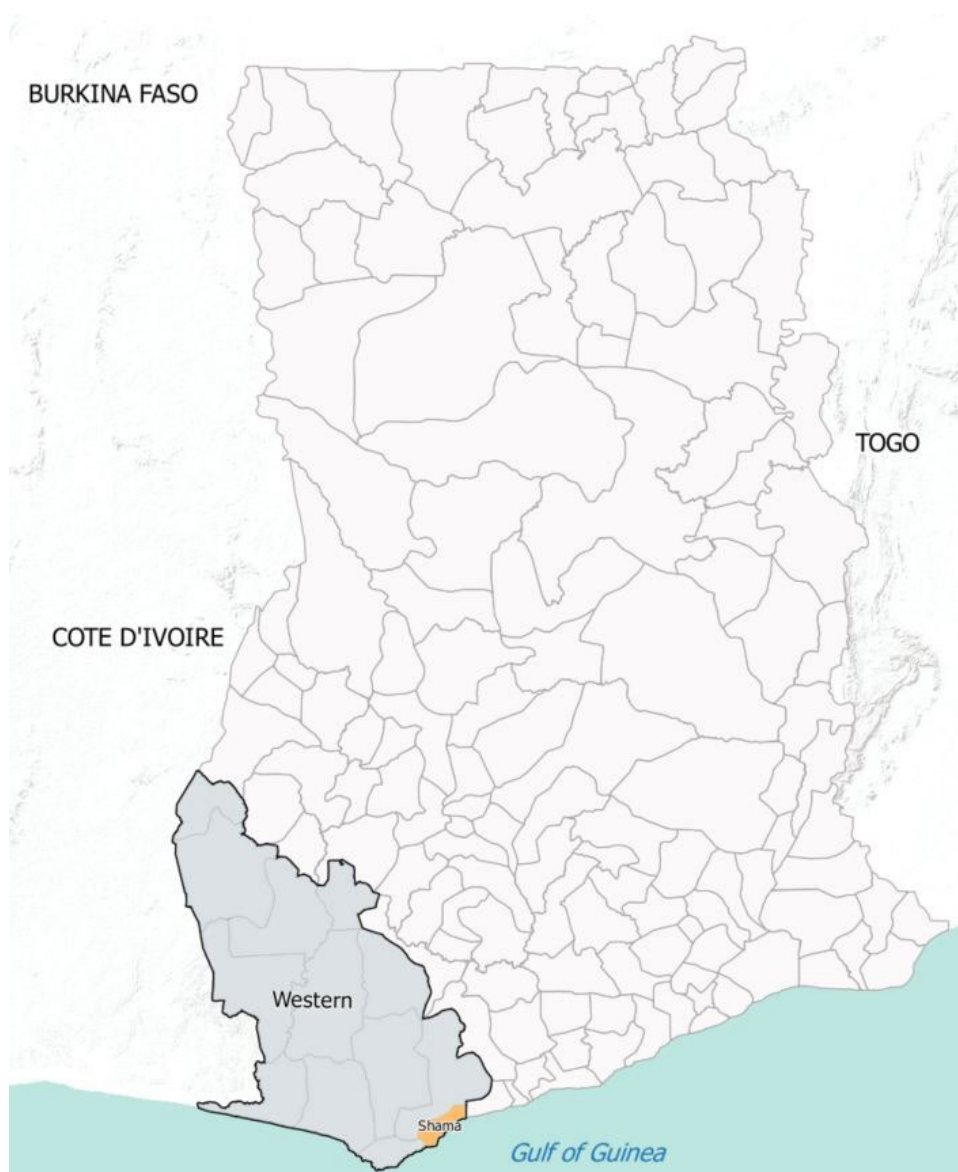 BURKINA FASO
TOGO
COTE D'IVOIRE
Western
Shama
Gulf of Guinea